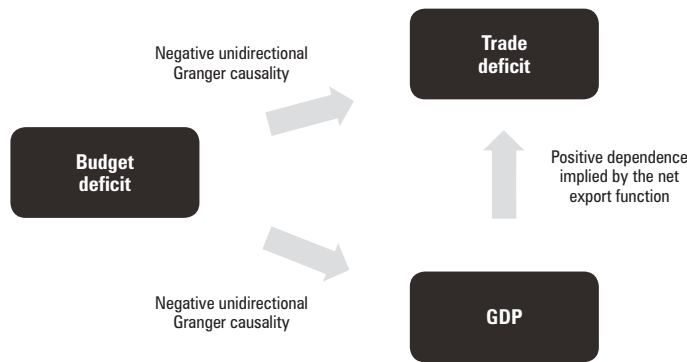 Negative unidirectional
Granger causality
Trade
deficit
Budget
deficit
Positive dependence
implied by the net
export function
Negative unidirectional
Granger causality
GDP